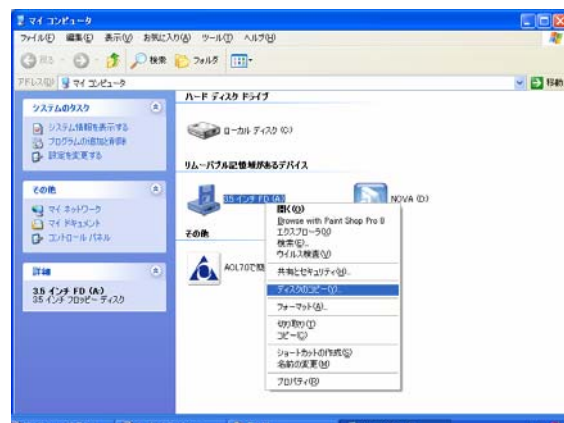 マイ コンピュータ
ファイル(F) 編集(E) 表示(V) お気に入り(A) ツール(T) ヘルプ(H)
戻る 検索 フォルダ
アドレス(D) マイ コンピュータ 移動
システムのタスク
システム情報を表示する
プログラムの追加と削除
設定を変更する
その他
マイ ネットワーク
マイ ドキュメント
コントロール パネル
詳細
3.5 インチ FD (A:)
3.5 インチ フロッピー ディスク
ハード ディスク ドライブ
ローカル ディスク (C:)
リムーバブル記憶域があるデバイス
3.5 インチ FD (A:)
NOVA (D:)
その他
AOL7.0で
開く(O)
Browse with Paint Shop Pro 8
エクスプローラ(X)
検索(E)...
ウイルス検査(V)
共有とセキュリティ(H)...
ディスクのコピー(Y)...
フォーマット(A)...
切り取り(T)
コピー(C)
ショートカットの作成(S)
名前の変更(M)
プロパティ(R)